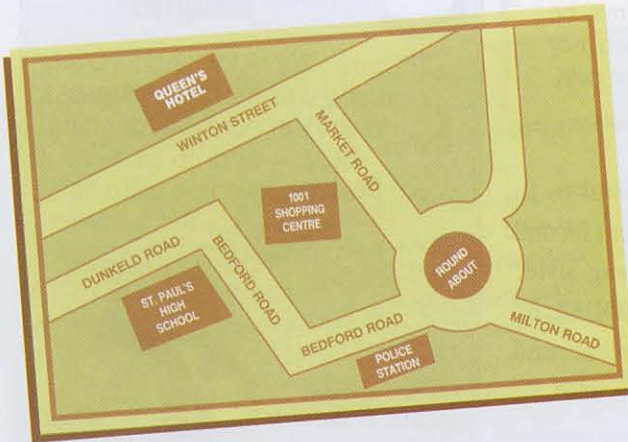 QUEEN'S
HOTEL
WINTON STREET
MARKET ROAD
1001
SHOPPING
CENTRE
DUNKELD ROAD
BEDFORD ROAD
ROUND
ABOUT
ST. PAUL'S
HIGH
SCHOOL
BEDFORD ROAD
MILTON ROAD
POLICE
STATION